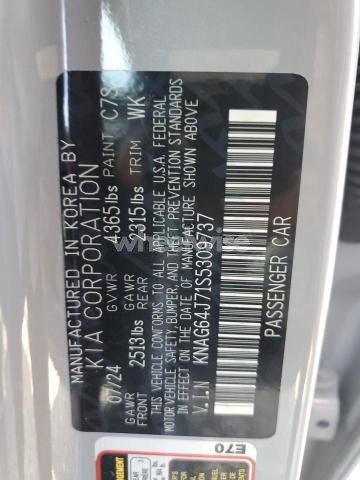 MANUFACTURED IN KOREA BY
KIA CORPORATION
07/24 GVWR 4365lbs PAINT C7S
GAWR FRONT 2513lbs GAWR REAR 2315lbs TRIM WK
THIS VEHICLE CONFORMS TO ALL APPLICABLE U.S.A. FEDERAL
MOTOR VEHICLE SAFETY, BUMPER, AND THEFT PREVENTION STANDARDS
IN EFFECT ON THE DATE OF MANUFACTURE SHOWN ABOVE.
V.I.N KNAG64J71S5309737
PASSENGER CAR
E70